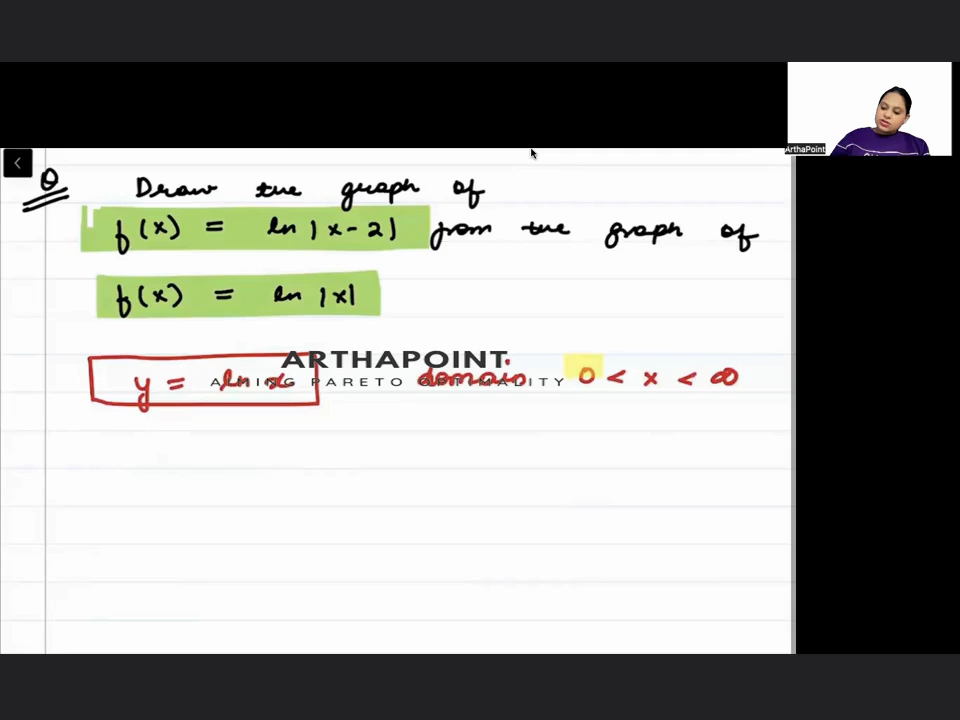 ArthaPoint
Q Draw the graph of
f(x) = ln |x-2| from the graph of
f(x) = ln |x|
ARTHAPOINT.
AIMING PARETO OPTIMALITY
y = ln x domain 0 < x < ∞